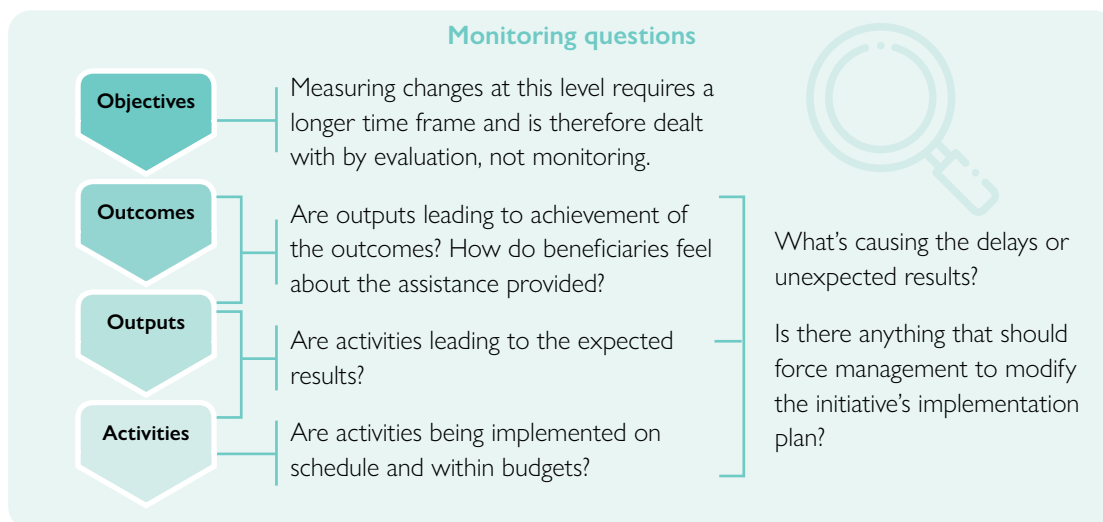 Monitoring questions
Objectives
Measuring changes at this level requires a
longer time frame and is therefore dealt
with by evaluation, not monitoring.
Outcomes
Are outputs leading to achievement of
the outcomes? How do beneficiaries feel
about the assistance provided?
Outputs
Are activities leading to the expected
results?
Activities
Are activities being implemented on
schedule and within budgets?
What’s causing the delays or
unexpected results?
Is there anything that should
force management to modify
the initiative’s implementation
plan?